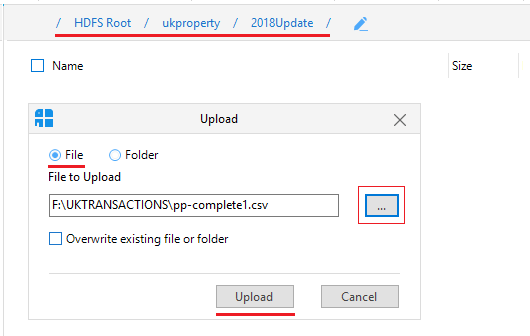 / HDFS Root / ukproperty / 2018Update /
Name Size
Upload
File Folder
File to Upload
F:\UKTRANSACTIONS\pp-complete1.csv ...
Overwrite existing file or folder
Upload Cancel